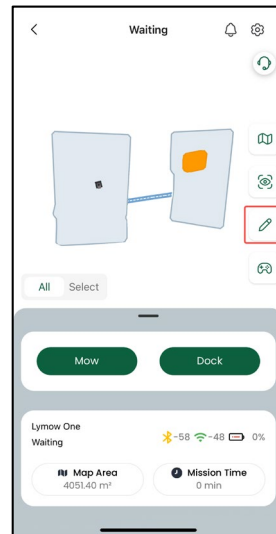 Waiting
All Select
Mow Dock
Lymow One
Waiting
-58 -48 0%
Map Area Mission Time
4051.40 m² 0 min